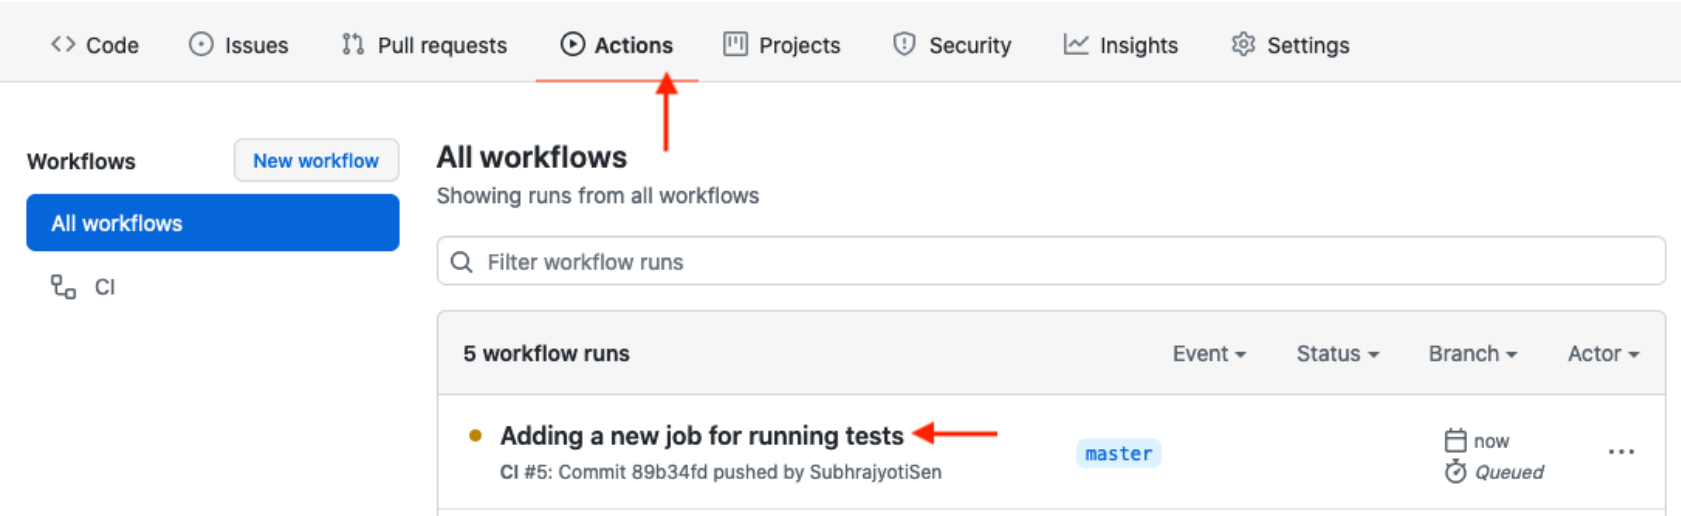 Code Issues Pull requests Actions Projects Security Insights Settings
Workflows
New workflow
All workflows
CI
All workflows
Showing runs from all workflows
Filter workflow runs
5 workflow runs
Event Status Branch Actor
Adding a new job for running tests
CI #5: Commit 89b34fd pushed by SubhrajyotiSen
master
now
Queued